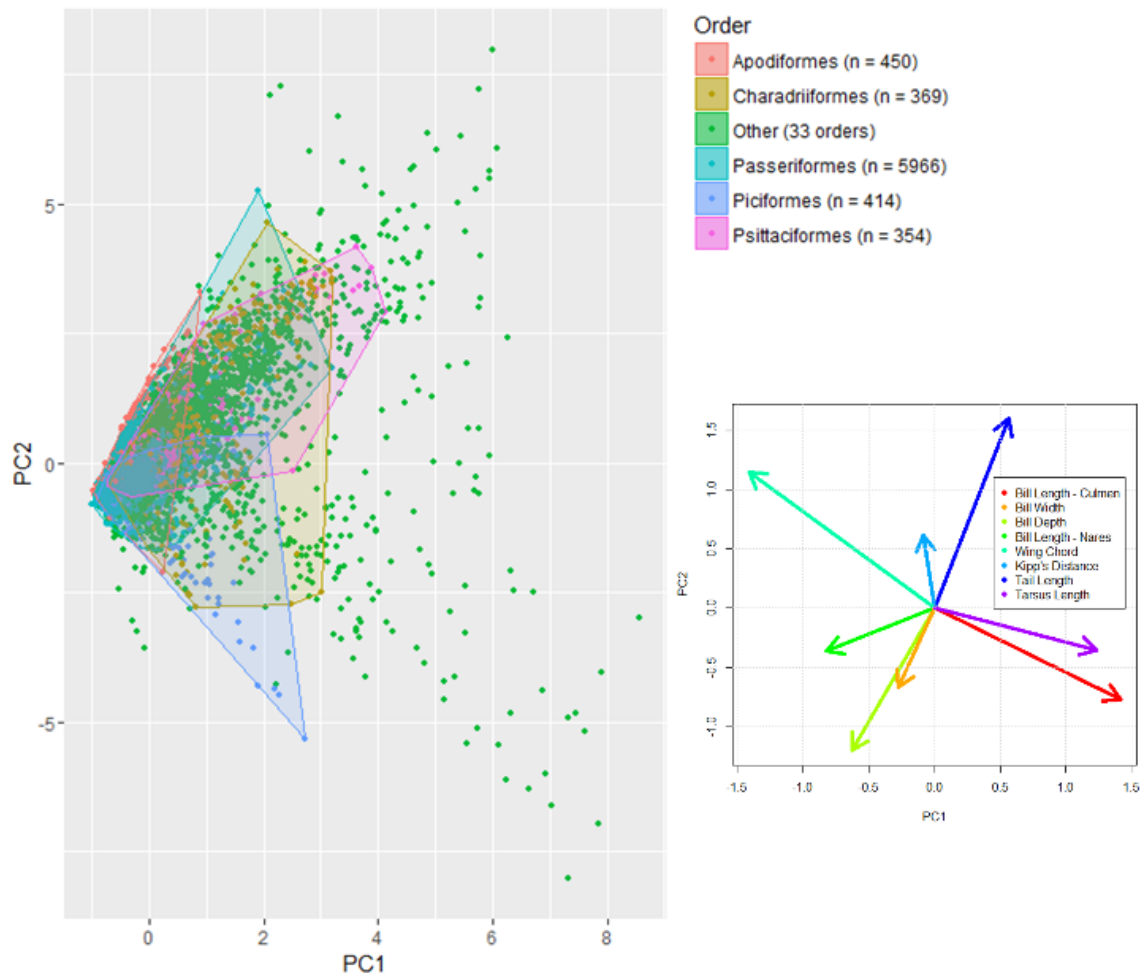 Order
Apodiformes (n = 450)
Charadriiformes (n = 369)
Other (33 orders)
Passeriformes (n = 5966)
Piciformes (n = 414)
Psittaciformes (n = 354)
PC2
5
0
-5
0 2 4 6 8
PC1
PC2
1.5
1.0
0.5
0.0
-0.5
-1.0
Bill Length - Culmen
Bill Width
Bill Depth
Bill Length - Nares
Wing Chord
Kipp's Distance
Tail Length
Tarsus Length
-1.5 -1.0 -0.5 0.0 0.5 1.0 1.5
PC1